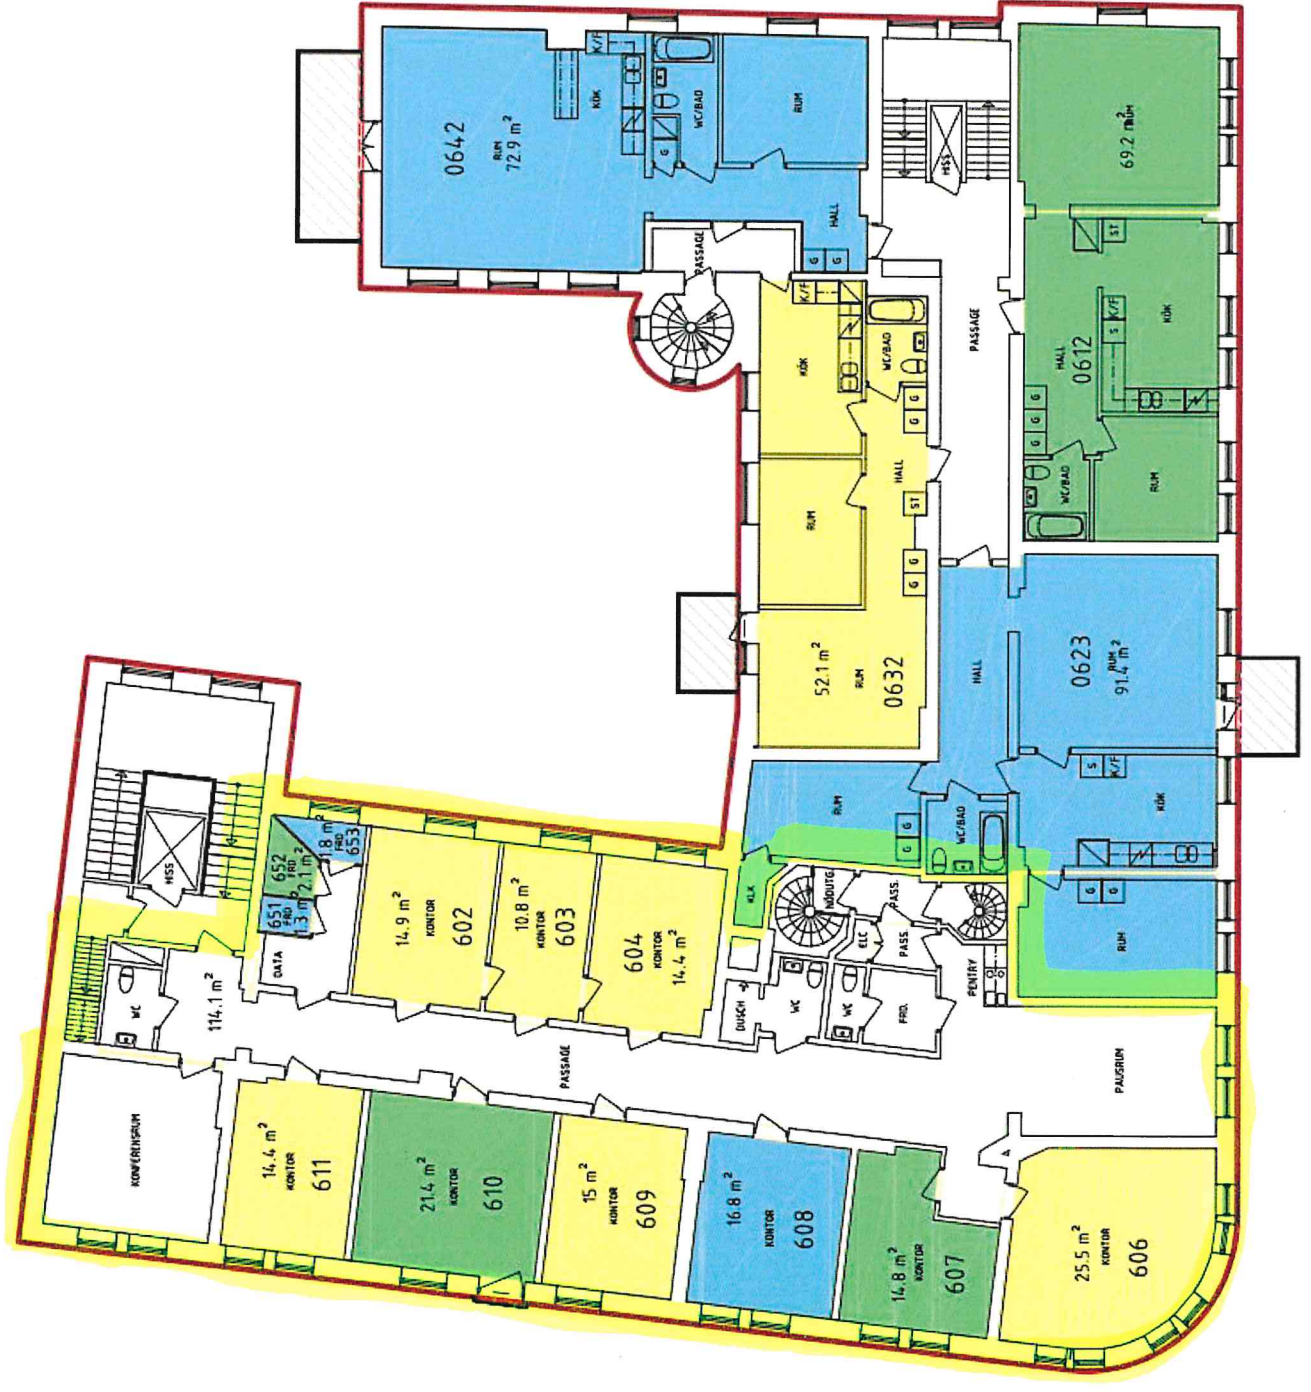 0642
RUM
72.9 m²
K/F
KÖK
WC/BAD
G
RUM
HALL
G
G
PASSAGE
HSS
69.2 m²
RUM
ST
K/F
S
KÖK
HALL
0612
G
G
G
WC/BAD
RUM
PASSAGE
K/F
KÖK
WC/BAD
G
G
HALL
ST
RUM
G
G
52.1 m²
RUM
0632
HALL
0623
RUM
91.4 m²
S
K/F
KÖK
RUM
G
G
WC/BAD
G
G
RUM
KLK
NÖDUTG.
PASS.
ELC
PASS.
PENTRY
DUSCH
WC
WC
FRD.
PAUSRUM
HSS
652
FRD
2.1 m²
1.8 m²
FRD
653
651
FRD
1.3 m²
DATA
14.9 m²
KONTOR
602
10.8 m²
KONTOR
603
604
KONTOR
14.4 m²
WC
114.1 m²
PASSAGE
KONFERENSRUM
14.4 m²
KONTOR
611
21.4 m²
KONTOR
610
15 m²
KONTOR
609
16.8 m²
KONTOR
608
14.8 m²
KONTOR
607
25.5 m²
KONTOR
606